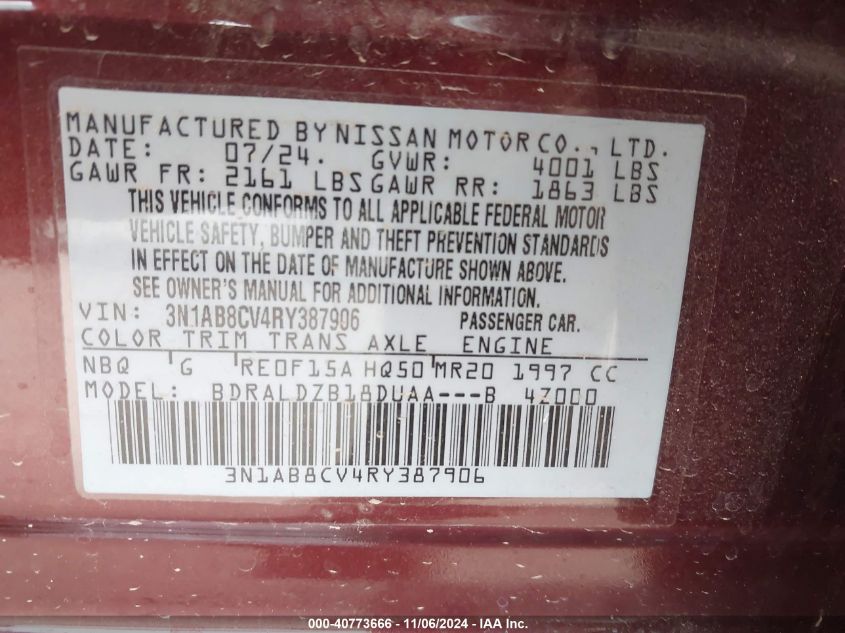 MANUFACTURED BY NISSAN MOTOR CO., LTD.
DATE: 07/24. GVWR: 4001 LBS
GAWR FR: 2161 LBS GAWR RR: 1863 LBS
THIS VEHICLE CONFORMS TO ALL APPLICABLE FEDERAL MOTOR
VEHICLE SAFETY, BUMPER AND THEFT PREVENTION STANDARDS
IN EFFECT ON THE DATE OF MANUFACTURE SHOWN ABOVE.
SEE OWNER'S MANUAL FOR ADDITIONAL INFORMATION.
VIN: 3N1AB8CV4RY387906 PASSENGER CAR.
COLOR TRIM TRANS AXLE ENGINE
NBQ G RE0F15A HQ50 MR20 1997 CC
MODEL: BDRALDZB18DUAA---B 4Z000
3N1AB8CV4RY387906
000-40773666 - 11/06/2024 - IAA Inc.